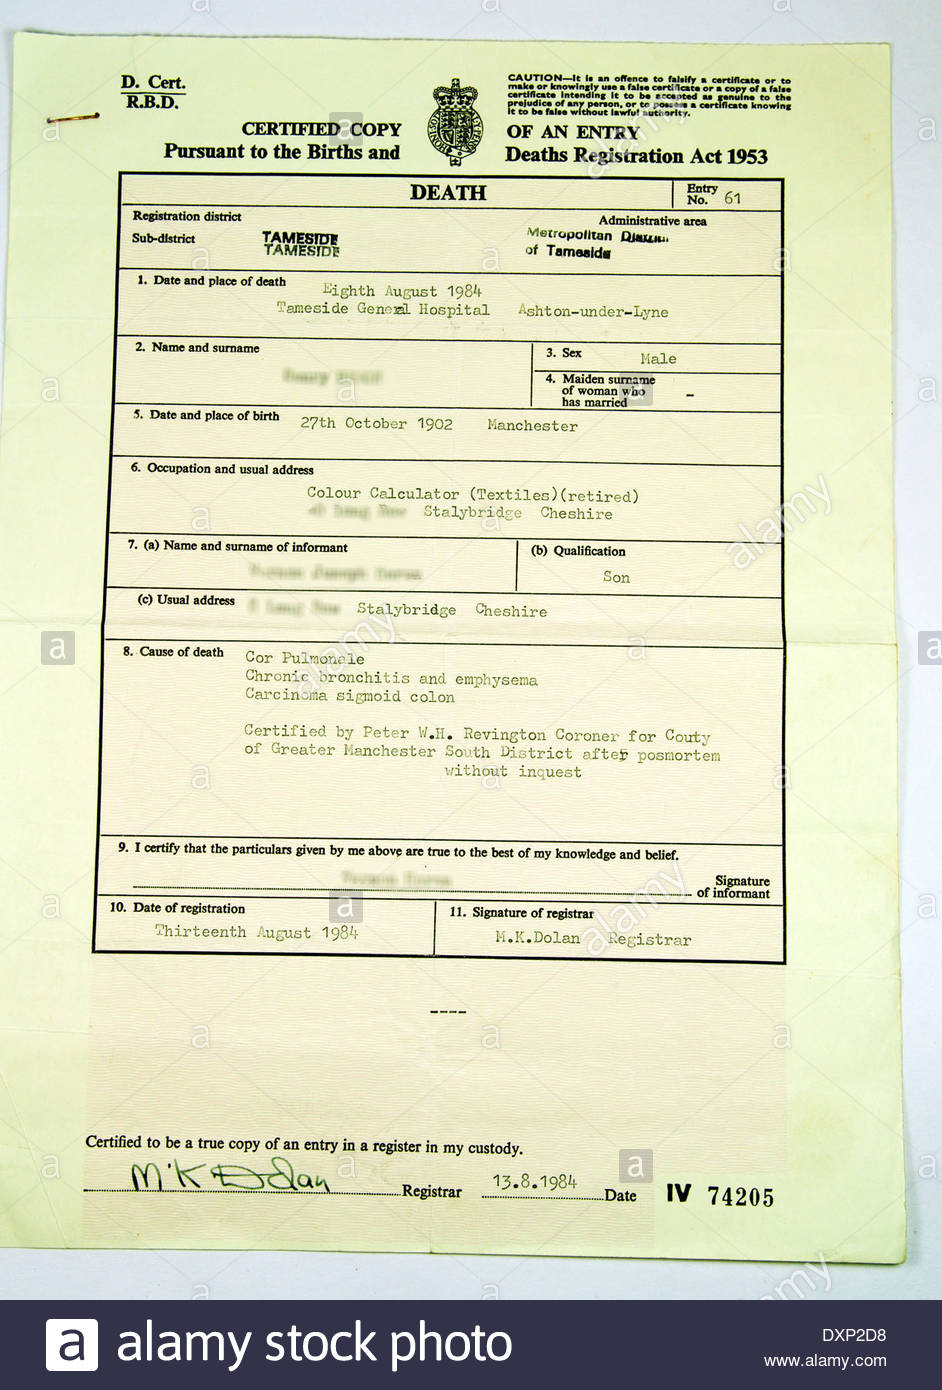 D. Cert.
R.B.D.
CAUTION—It is an offence to falsify a certificate or to
make or knowingly use a false certificate or a copy of a false
certificate intending it to be accepted as genuine to the
prejudice of any person, or to possess a certificate knowing
it to be false without lawful authority.
CERTIFIED COPY OF AN ENTRY
Pursuant to the Births and Deaths Registration Act 1953
DEATH
Entry
No. 61
Registration district
Administrative area
Sub-district
TAMESIDE
TAMESIDE
Metropolitan District
of Tameside
1. Date and place of death
Eighth August 1984
Tameside General Hospital Ashton-under-Lyne
2. Name and surname
3. Sex Male
4. Maiden surname
of woman who
has married -
5. Date and place of birth 27th October 1902 Manchester
6. Occupation and usual address
Colour Calculator (Textiles)(retired)
Stalybridge Cheshire
7. (a) Name and surname of informant
(b) Qualification
Son
(c) Usual address Stalybridge Cheshire
8. Cause of death
Cor Pulmonale
Chronic bronchitis and emphysema
Carcinoma sigmoid colon
Certified by Peter W.H. Revington Coroner for Couty
of Greater Manchester South District after posmortem
without inquest
9. I certify that the particulars given by me above are true to the best of my knowledge and belief.
Signature
of informant
10. Date of registration
Thirteenth August 1984
11. Signature of registrar
M.K.Dolan Registrar
----
Certified to be a true copy of an entry in a register in my custody.
M K Dolan Registrar 13.8.1984 Date IV 74205
a alamy stock photo
DXP2D8
www.alamy.com